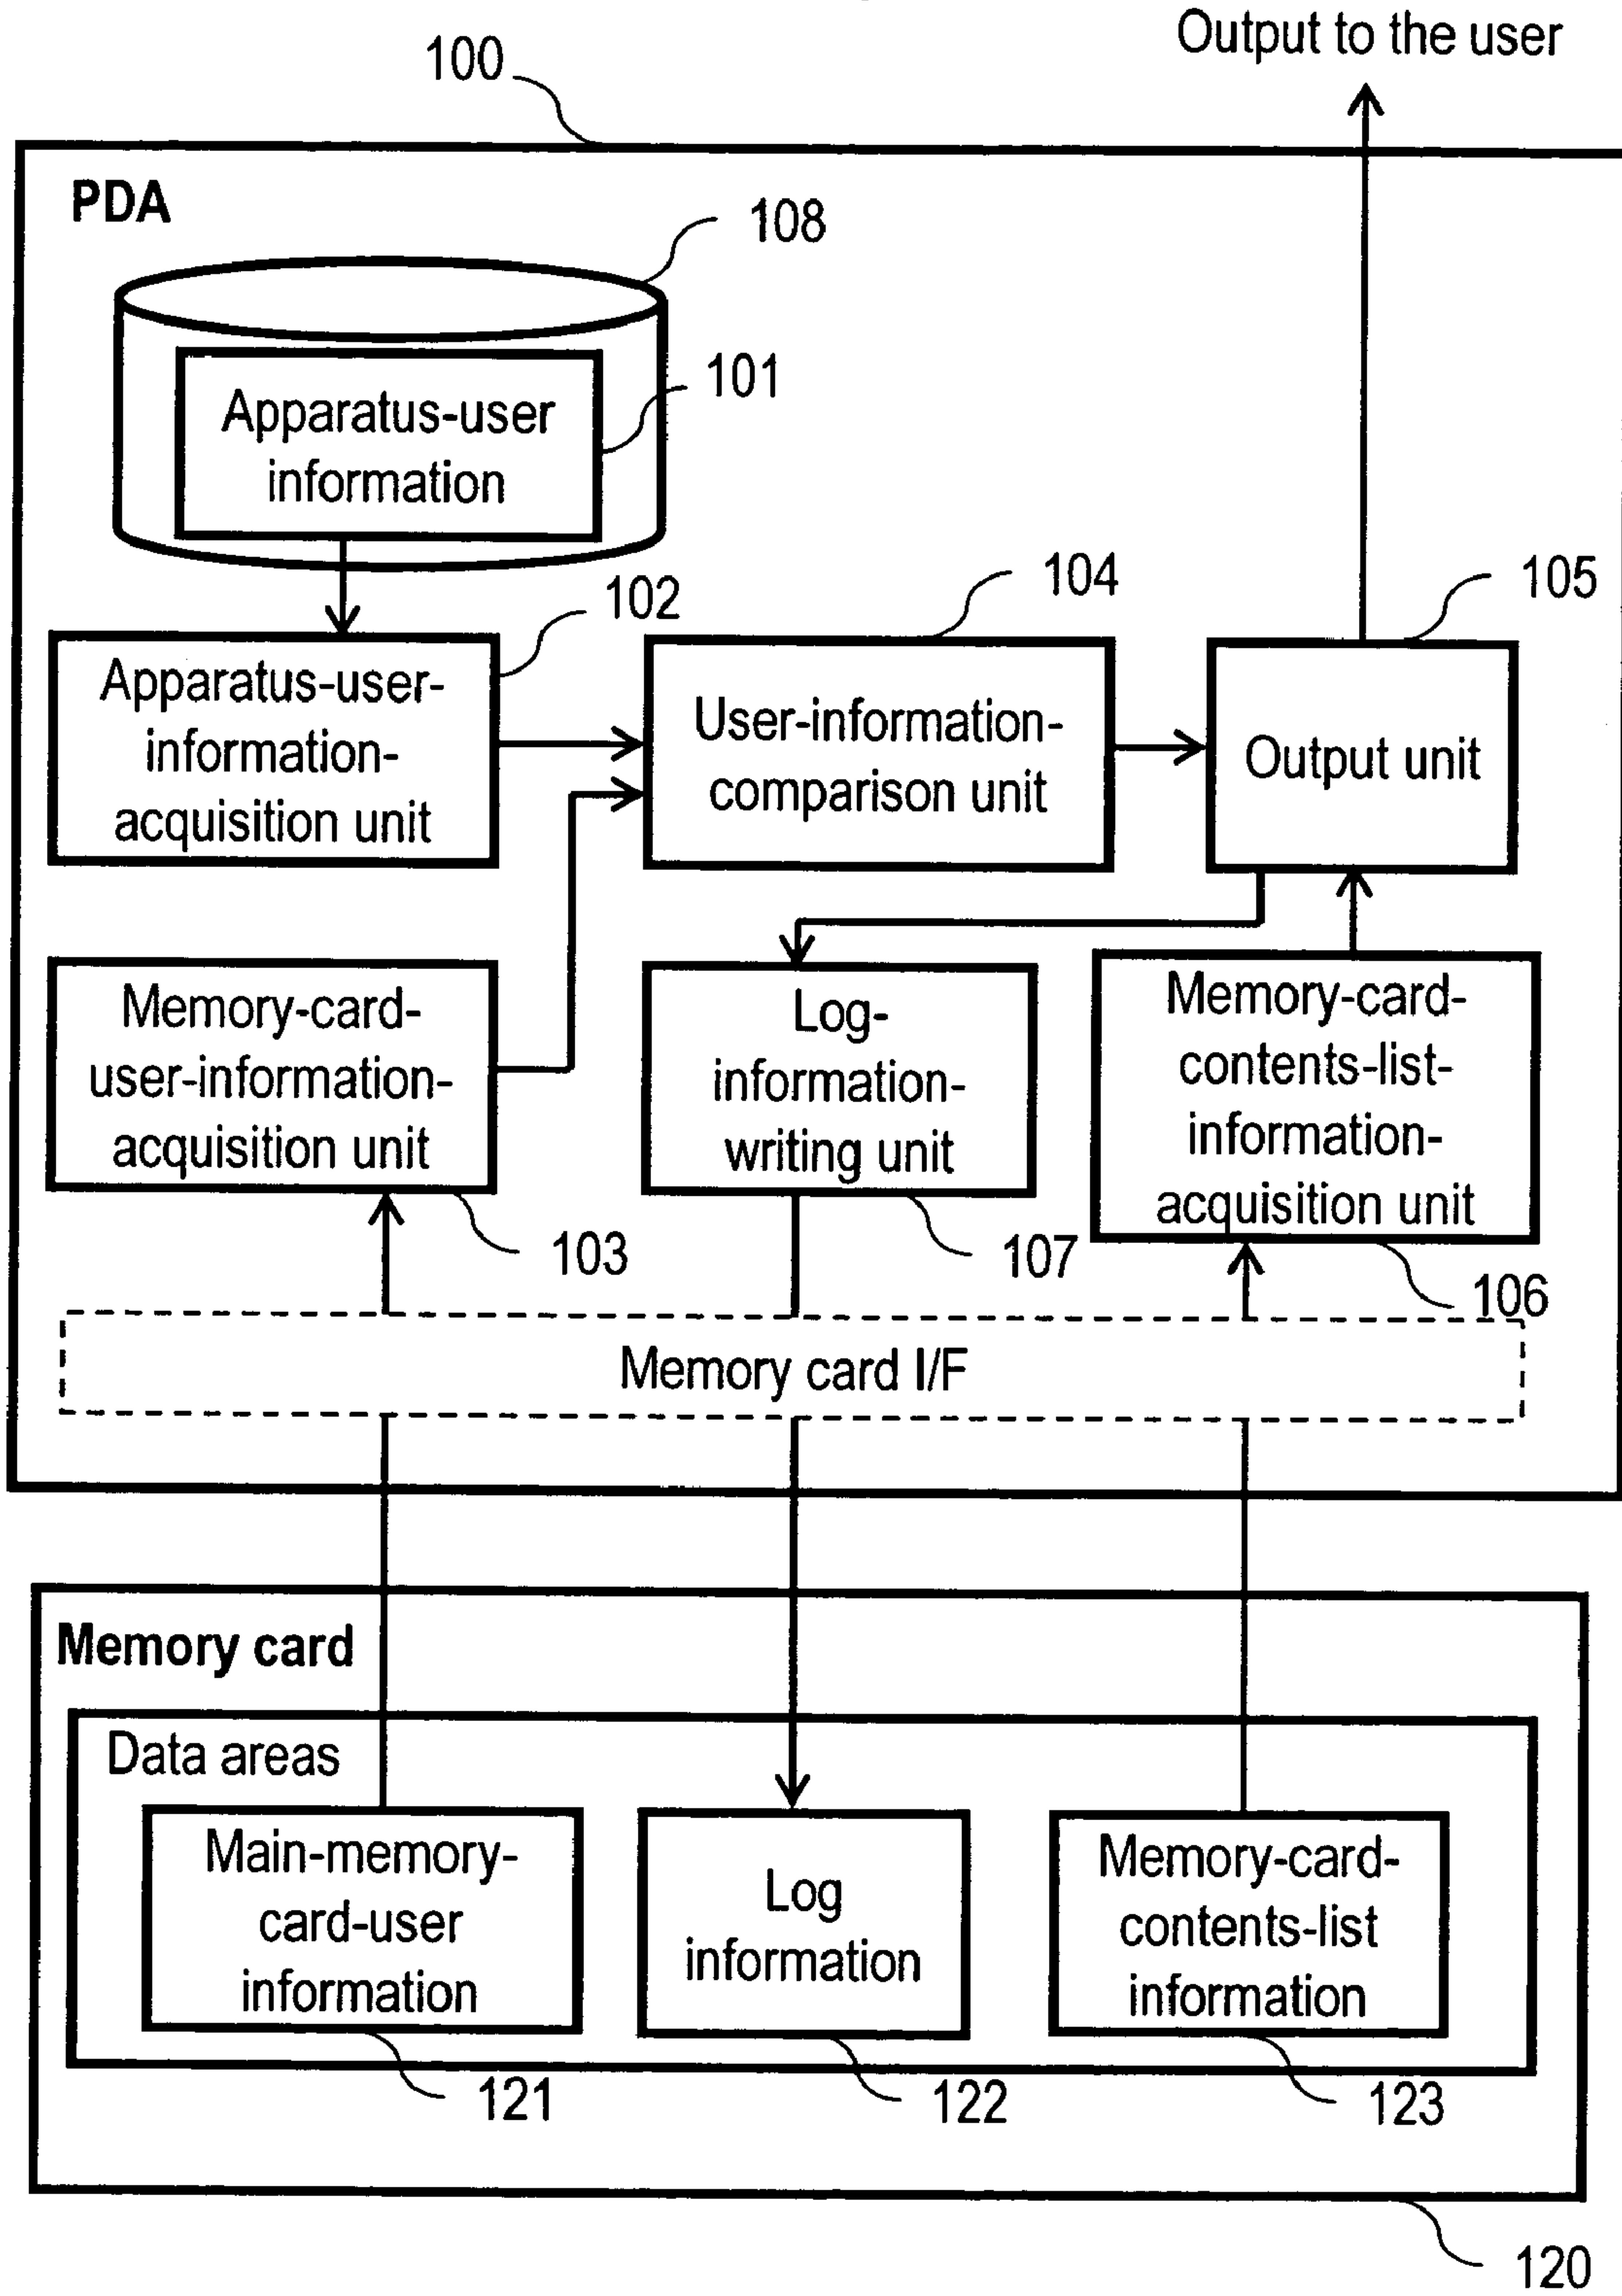 Output to the user
100
PDA
108
101
Apparatus-user
information
102
104
105
Apparatus-user-
information-
acquisition unit
User-information-
comparison unit
Output unit
Memory-card-
user-information-
acquisition unit
Log-
information-
writing unit
Memory-card-
contents-list-
information-
acquisition unit
103
107
106
Memory card I/F
Memory card
Data areas
Main-memory-
card-user
information
Log
information
Memory-card-
contents-list
information
121
122
123
120